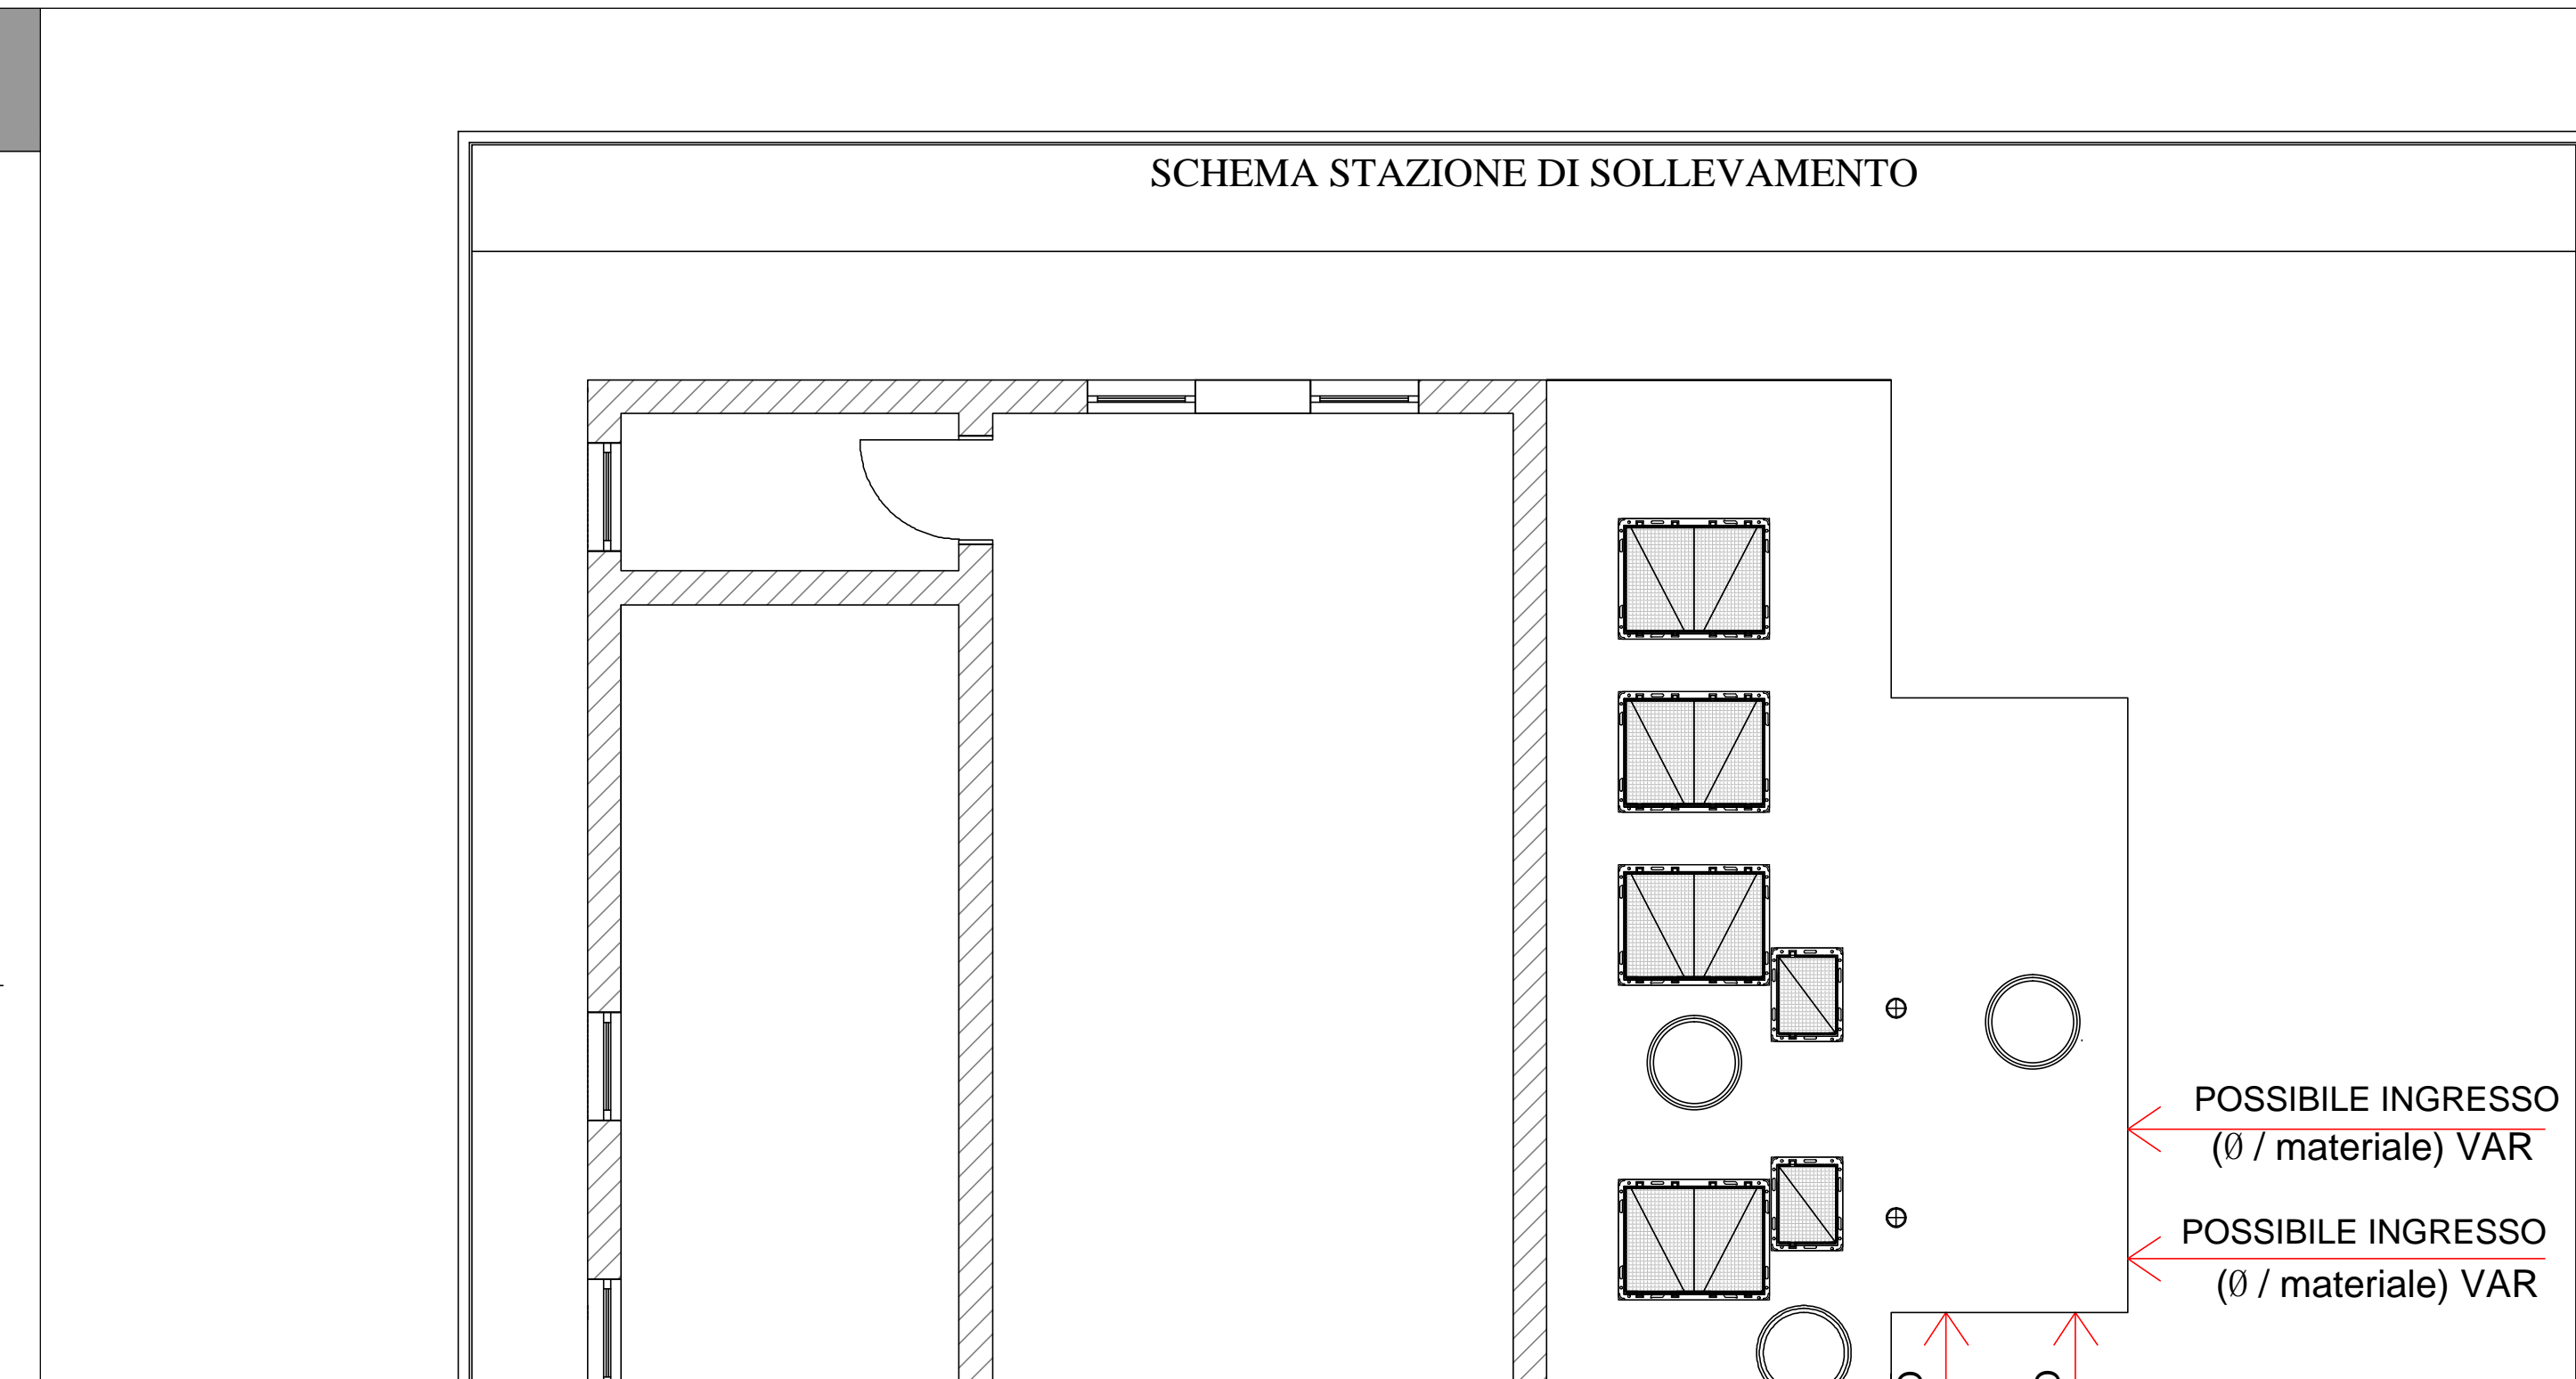 SCHEMA STAZIONE DI SOLLEVAMENTO
POSSIBILE INGRESSO
(Ø / materiale) VAR
POSSIBILE INGRESSO
(Ø / materiale) VAR